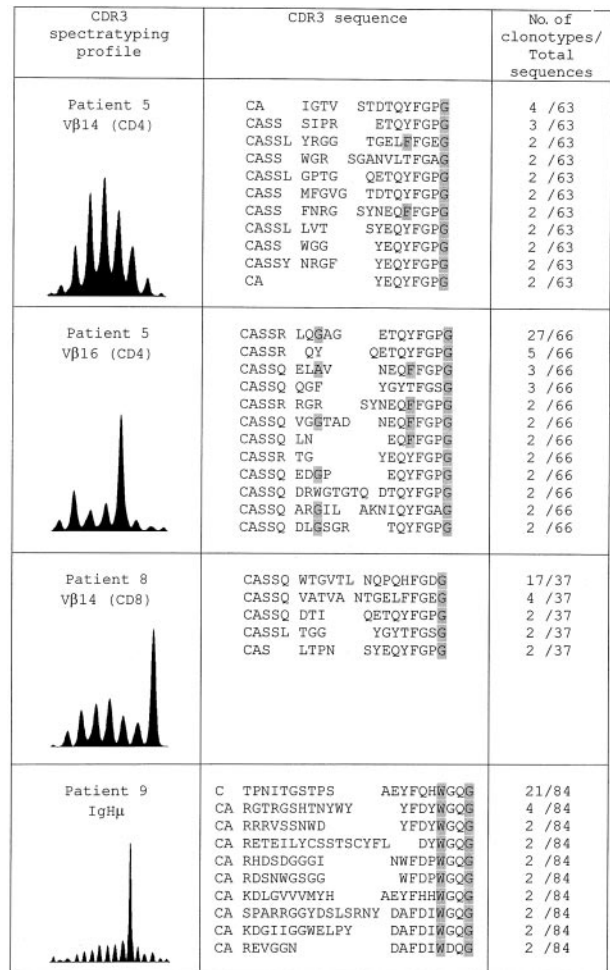 CDR3 spectratyping profile CDR3 sequence No. of clonotypes/ Total sequences
Patient 5
Vβ14 (CD4)
CA IGTV STDTQYFGPG 4 /63
CASS SIPR ETQYFGPG 3 /63
CASSL YRGG TGELFFGEG 2 /63
CASS WGR SGANVLTFGAG 2 /63
CASSL GPTG QETQYFGPG 2 /63
CASS MFGVG TDTQYFGPG 2 /63
CASS FNRG SYNEQFFGPG 2 /63
CASSL LVT SYEQYFGPG 2 /63
CASS WGG YEQYFGPG 2 /63
CASSY NRGF YEQYFGPG 2 /63
CA YEQYFGPG 2 /63
Patient 5
Vβ16 (CD4)
CASSR LQGAG ETQYFGPG 27/66
CASSR QY QETQYFGPG 5 /66
CASSQ ELAV NEQFFGPG 3 /66
CASSQ QGF YGYTFGSG 3 /66
CASSR RGR SYNEQFFGPG 2 /66
CASSQ VGGTAD NEQFFGPG 2 /66
CASSQ LN EQFFGPG 2 /66
CASSR TG YEQYFGPG 2 /66
CASSQ EDGP EQYFGPG 2 /66
CASSQ DRWGTGTQ DTQYFGPG 2 /66
CASSQ ARGIL AKNIQYFGAG 2 /66
CASSQ DLGSGR TQYFGPG 2 /66
Patient 8
Vβ14 (CD8)
CASSQ WTGVTL NQPQHFGDG 17/37
CASSQ VATVA NTGELFFGEG 4 /37
CASSQ DTI QETQYFGPG 2 /37
CASSL TGG YGYTFGSG 2 /37
CAS LTPN SYEQYFGPG 2 /37
Patient 9
IgHμ
C TPNITGSTPS AEYFQHWGQG 21/84
CA RGTRGSHTNYWY YFDYWGQG 4 /84
CA RRRVSSNWD YFDYWGQG 2 /84
CA RETEILYCSSTSCYFL DYWGQG 2 /84
CA RHDSDGGGI NWFDPWGQG 2 /84
CA RDSNWGSGG WFDPWGQG 2 /84
CA KDLGVVVMYH AEYFHHWGQG 2 /84
CA SPARRGGYDSLSRNY DAFDIWGQG 2 /84
CA KDGIIGGWELPY DAFDIWGQG 2 /84
CA REVGGN DAFDIWDQG 2 /84